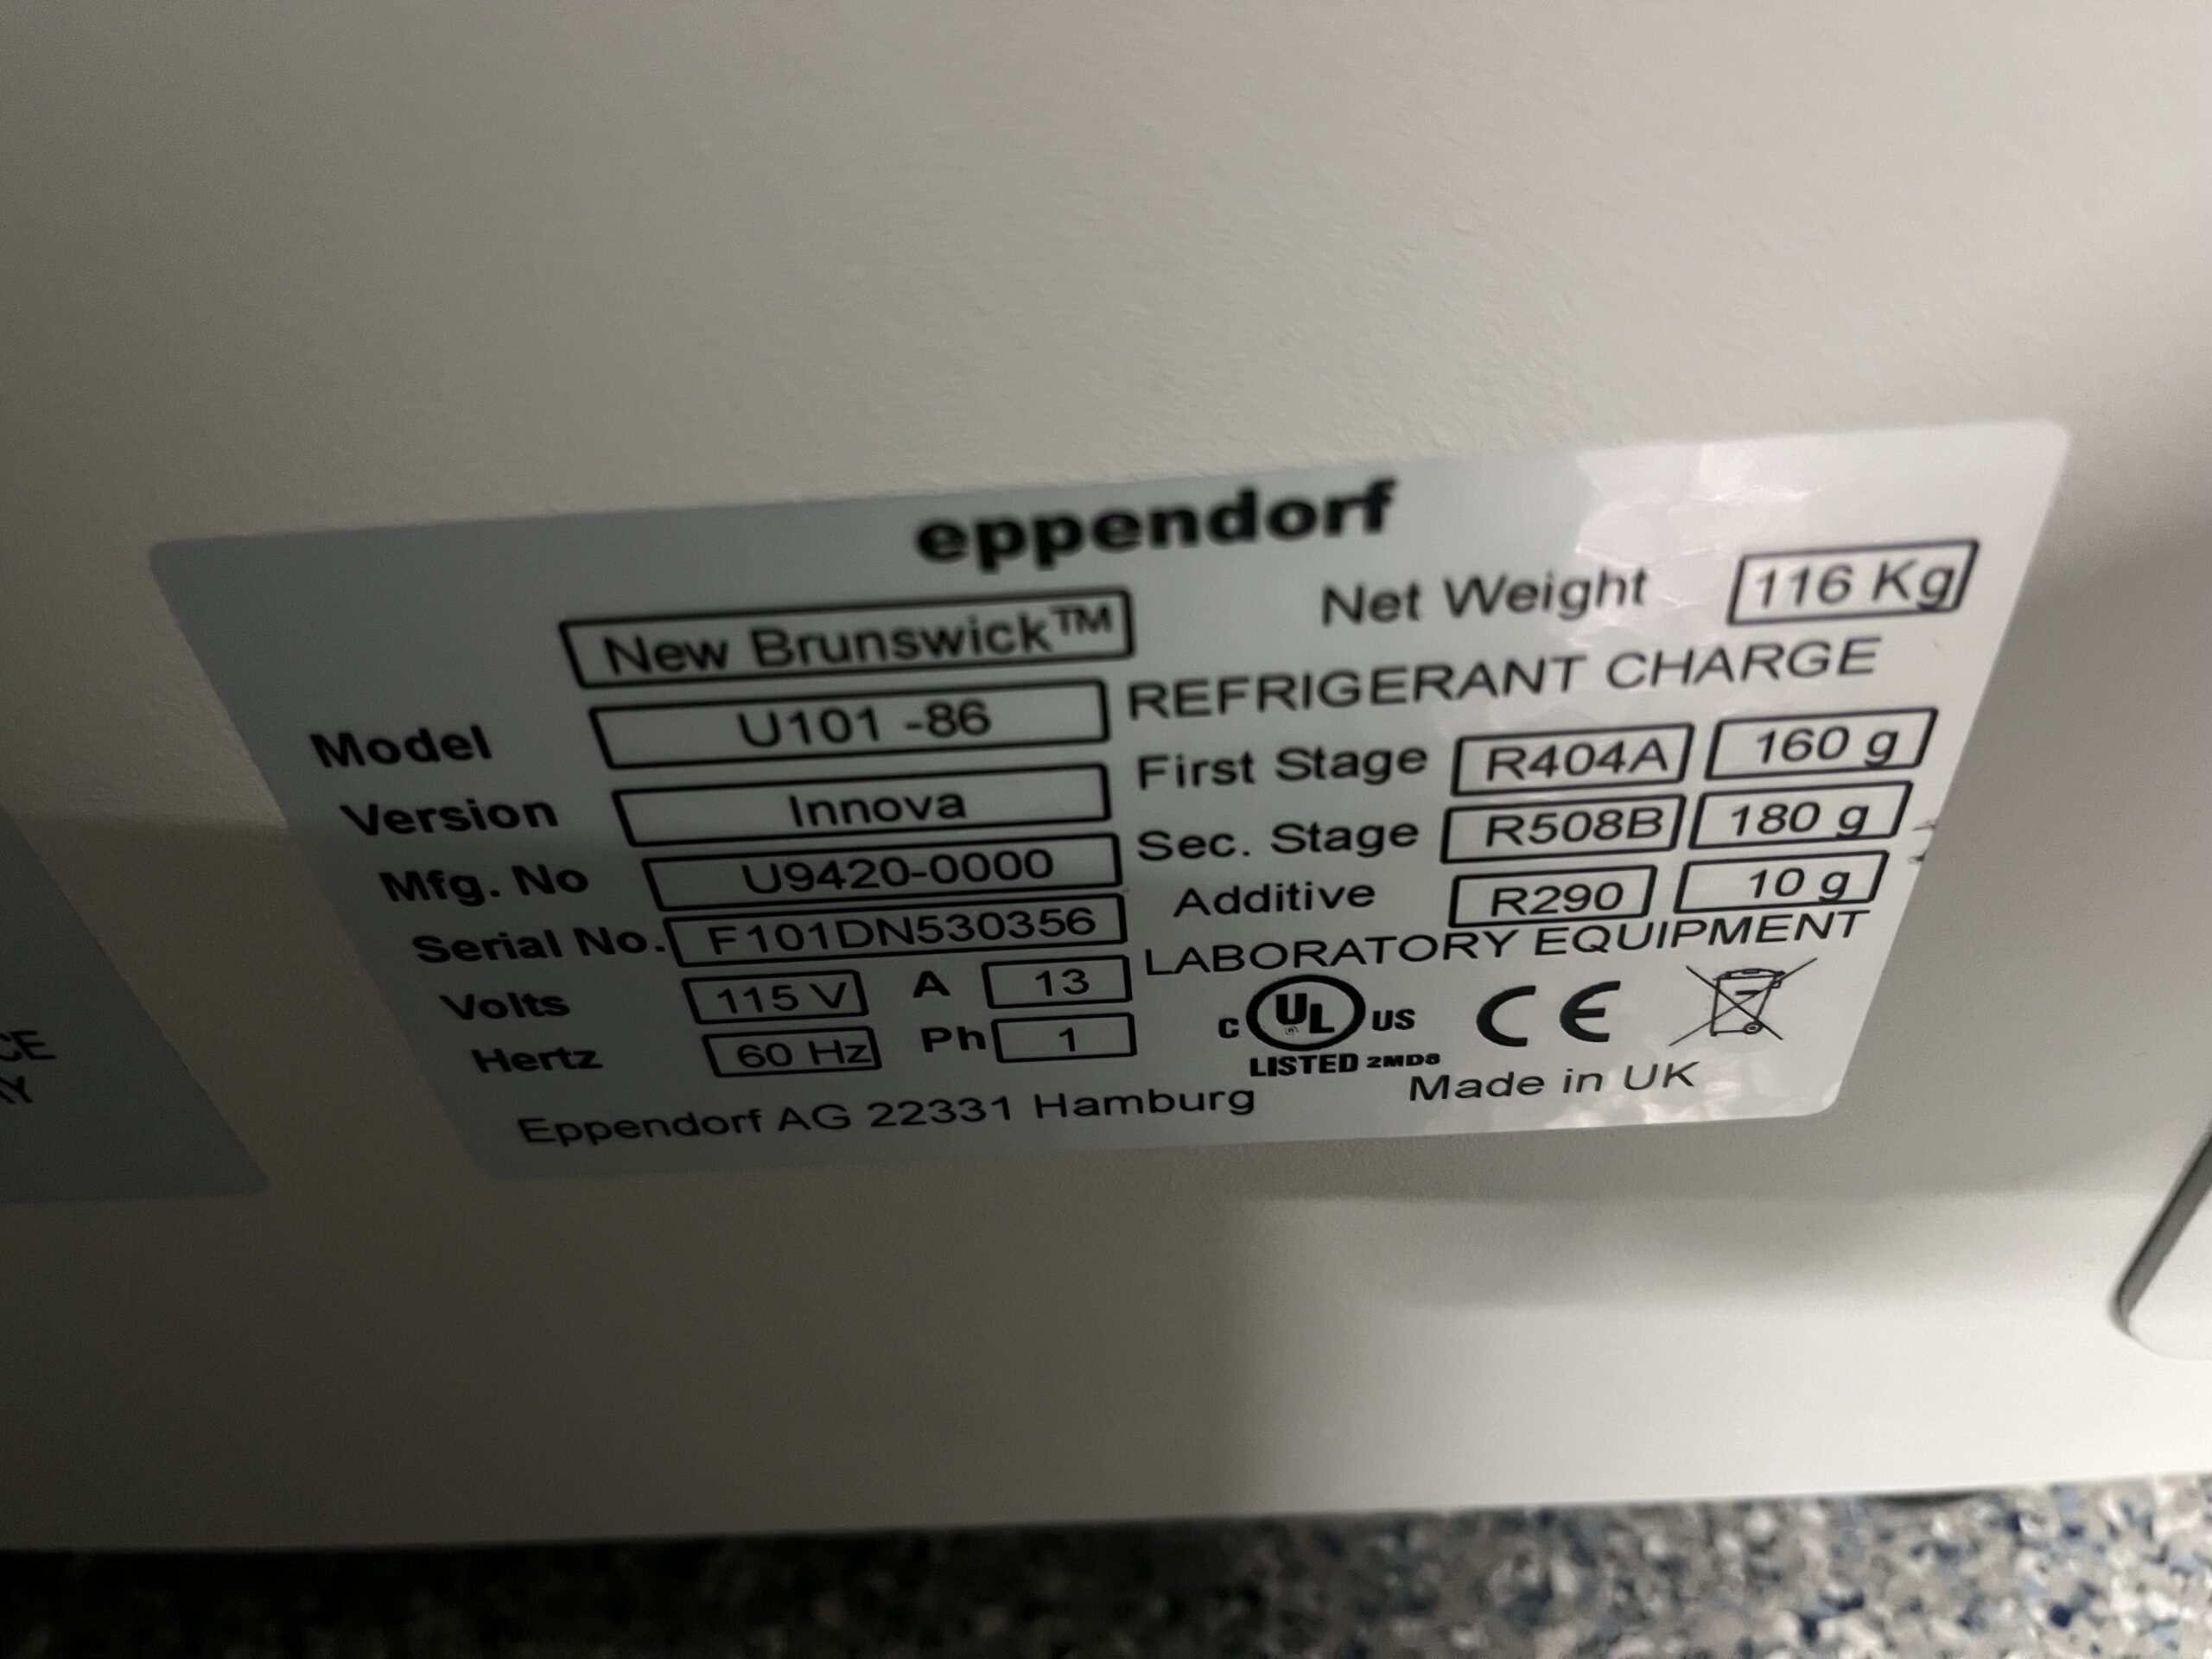 eppendorf
New Brunswick™
Net Weight 116 Kg
Model U101 -86
REFRIGERANT CHARGE
Version Innova
First Stage R404A 160 g
Mfg. No U9420-0000
Sec. Stage R508B 180 g
Serial No. F101DN530356
Additive R290 10 g
Volts 115 V A 13
LABORATORY EQUIPMENT
Hertz 60 Hz Ph 1
C UL US CE
LISTED 2MD8
Eppendorf AG 22331 Hamburg
Made in UK